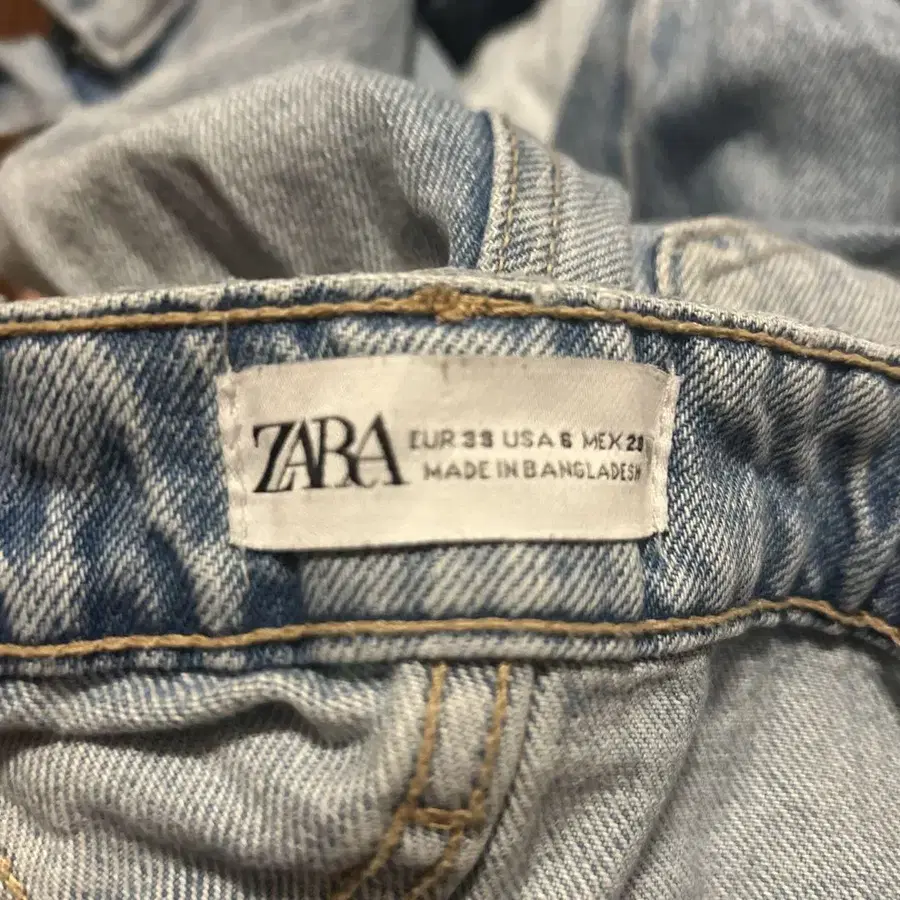 ZARA
EUR 38 USA 6 MEX 28
MADE IN BANGLADESH